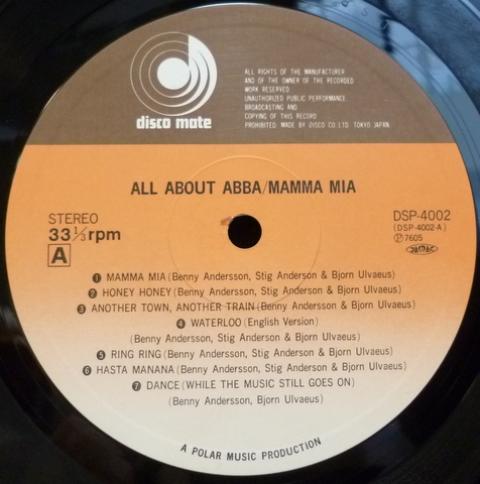 disco mate
ALL RIGHTS OF THE MANUFACTURER
AND OF THE OWNER OF THE RECORDED
WORK RESERVED
UNAUTHORIZED PUBLIC PERFORMANCE.
BROADCASTING AND
COPYING OF THIS RECORD
PROHIBITED. MADE BY DISCO CO. LTD. TOKYO JAPAN.
ALL ABOUT ABBA/MAMMA MIA
STEREO
33 1/3 rpm
A
DSP-4002
(DSP-4002-A)
Ⓟ7605
JASRAC
❶ MAMMA MIA (Benny Andersson, Stig Anderson & Bjorn Ulvaeus)
❷ HONEY HONEY (Benny Andersson, Stig Anderson & Bjorn Ulvaeus)
❸ ANOTHER TOWN, ANOTHER TRAIN (Benny Andersson, Bjorn Ulvaeus)
❹ WATERLOO (English Version)
(Benny Andersson, Stig Anderson & Bjorn Ulvaeus)
❺ RING RING (Benny Andersson, Stig Anderson & Bjorn Ulvaeus)
❻ HASTA MANANA (Benny Andersson, Stig Anderson & Bjorn Ulvaeus)
❼ DANCE (WHILE THE MUSIC STILL GOES ON)
(Benny Andersson, Bjorn Ulvaeus)
A POLAR MUSIC PRODUCTION